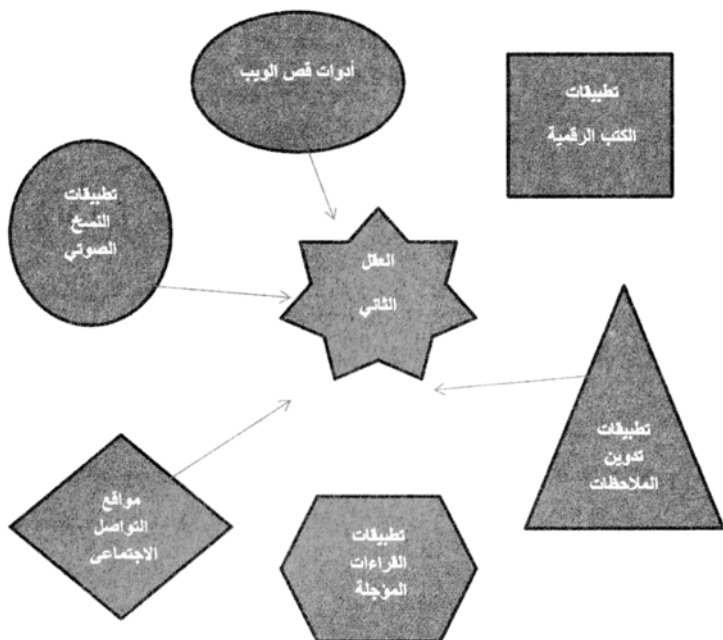 أدوات قص الويب
تطبيقات
الكتب الرقمية
تطبيقات
النسخ
الصوتي
العقل
الثاني
تطبيقات
تدوين
الملاحظات
مواقع
التواصل
الاجتماعى
تطبيقات
القراءات
المؤجلة